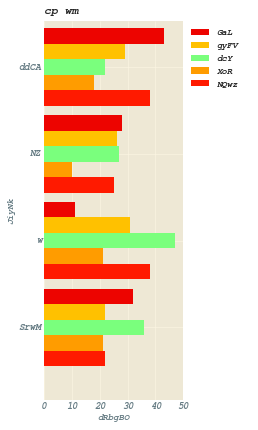 cp wm
GaL
gyFV
dcY
XoR
NQwz
ddCA
NZ
w
SrwM
JiyNk
0 10 20 30 40 50
dRbgBO